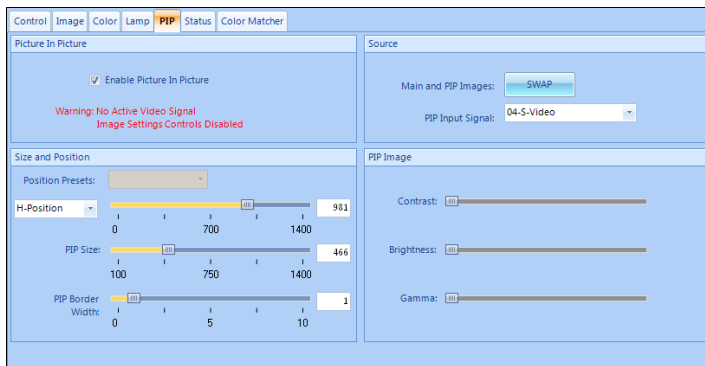 Control Image Color Lamp PIP Status Color Matcher
Picture In Picture
Enable Picture In Picture
Warning: No Active Video Signal
Image Settings Controls Disabled
Source
Main and PIP Images: SWAP
PIP Input Signal: 04-S-Video
Size and Position
Position Presets:
H-Position 981
0 700 1400
PIP Size: 466
100 750 1400
PIP Border
Width: 1
0 5 10
PIP Image
Contrast:
Brightness:
Gamma: